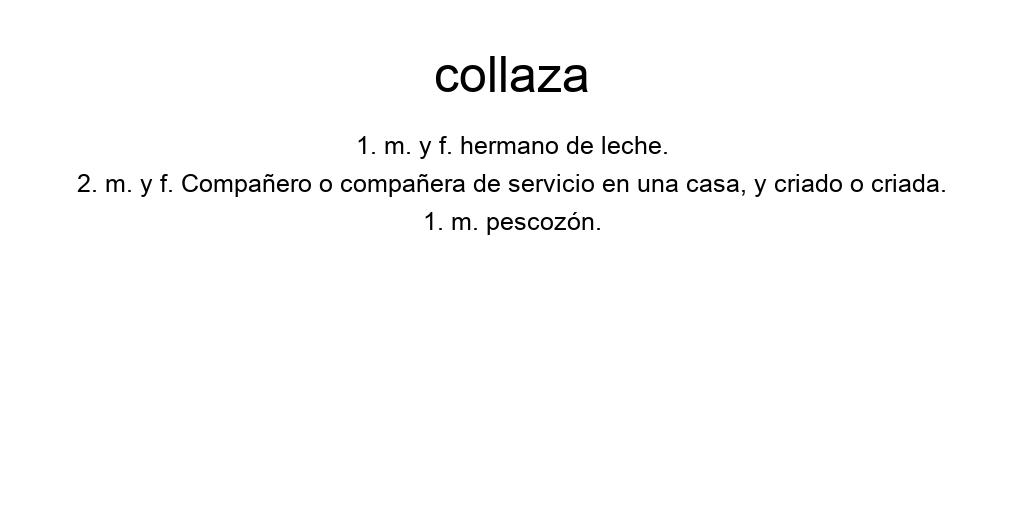 collaza
1. m. y f. hermano de leche.
2. m. y f. Compañero o compañera de servicio en una casa, y criado o criada.
1. m. pescozón.